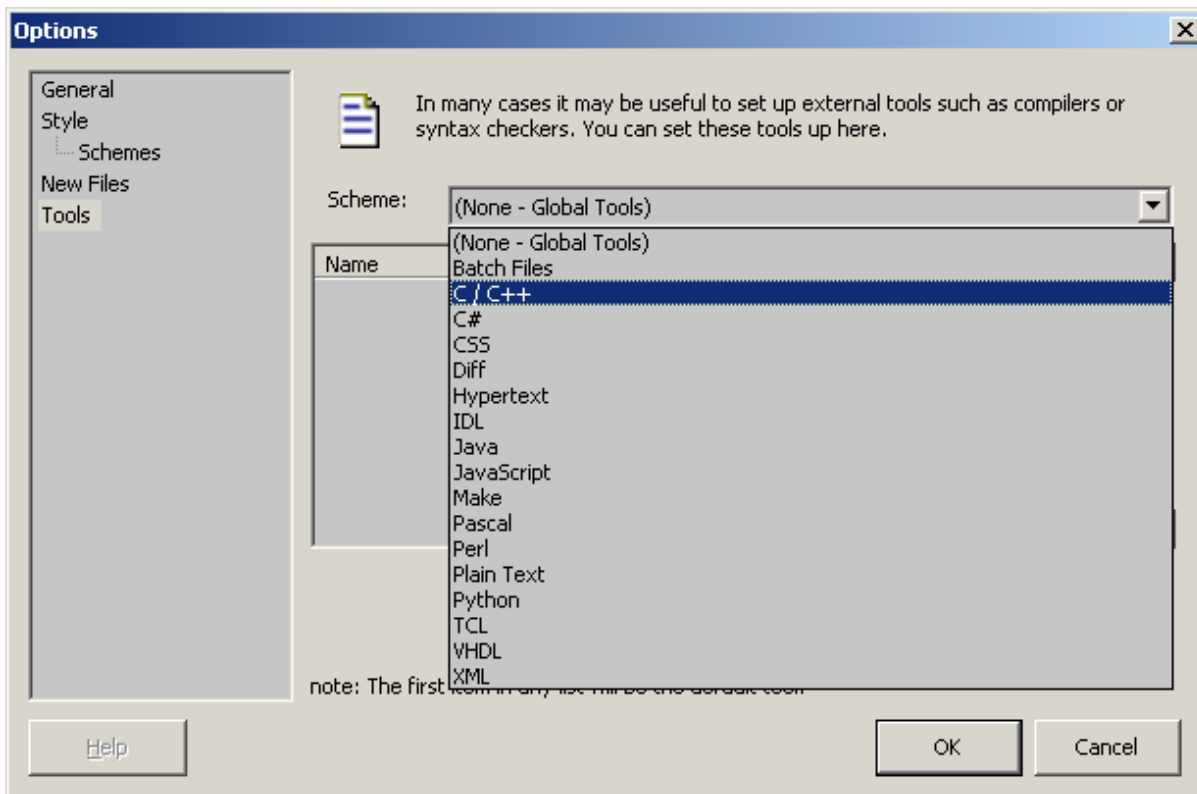 Options
General
Style
Schemes
New Files
Tools
In many cases it may be useful to set up external tools such as compilers or
syntax checkers. You can set these tools up here.
Scheme:
(None - Global Tools)
Name
(None - Global Tools)
Batch Files
C / C++
C#
CSS
Diff
Hypertext
IDL
Java
JavaScript
Make
Pascal
Perl
Plain Text
Python
TCL
VHDL
XML
note: The first
Help
OK
Cancel